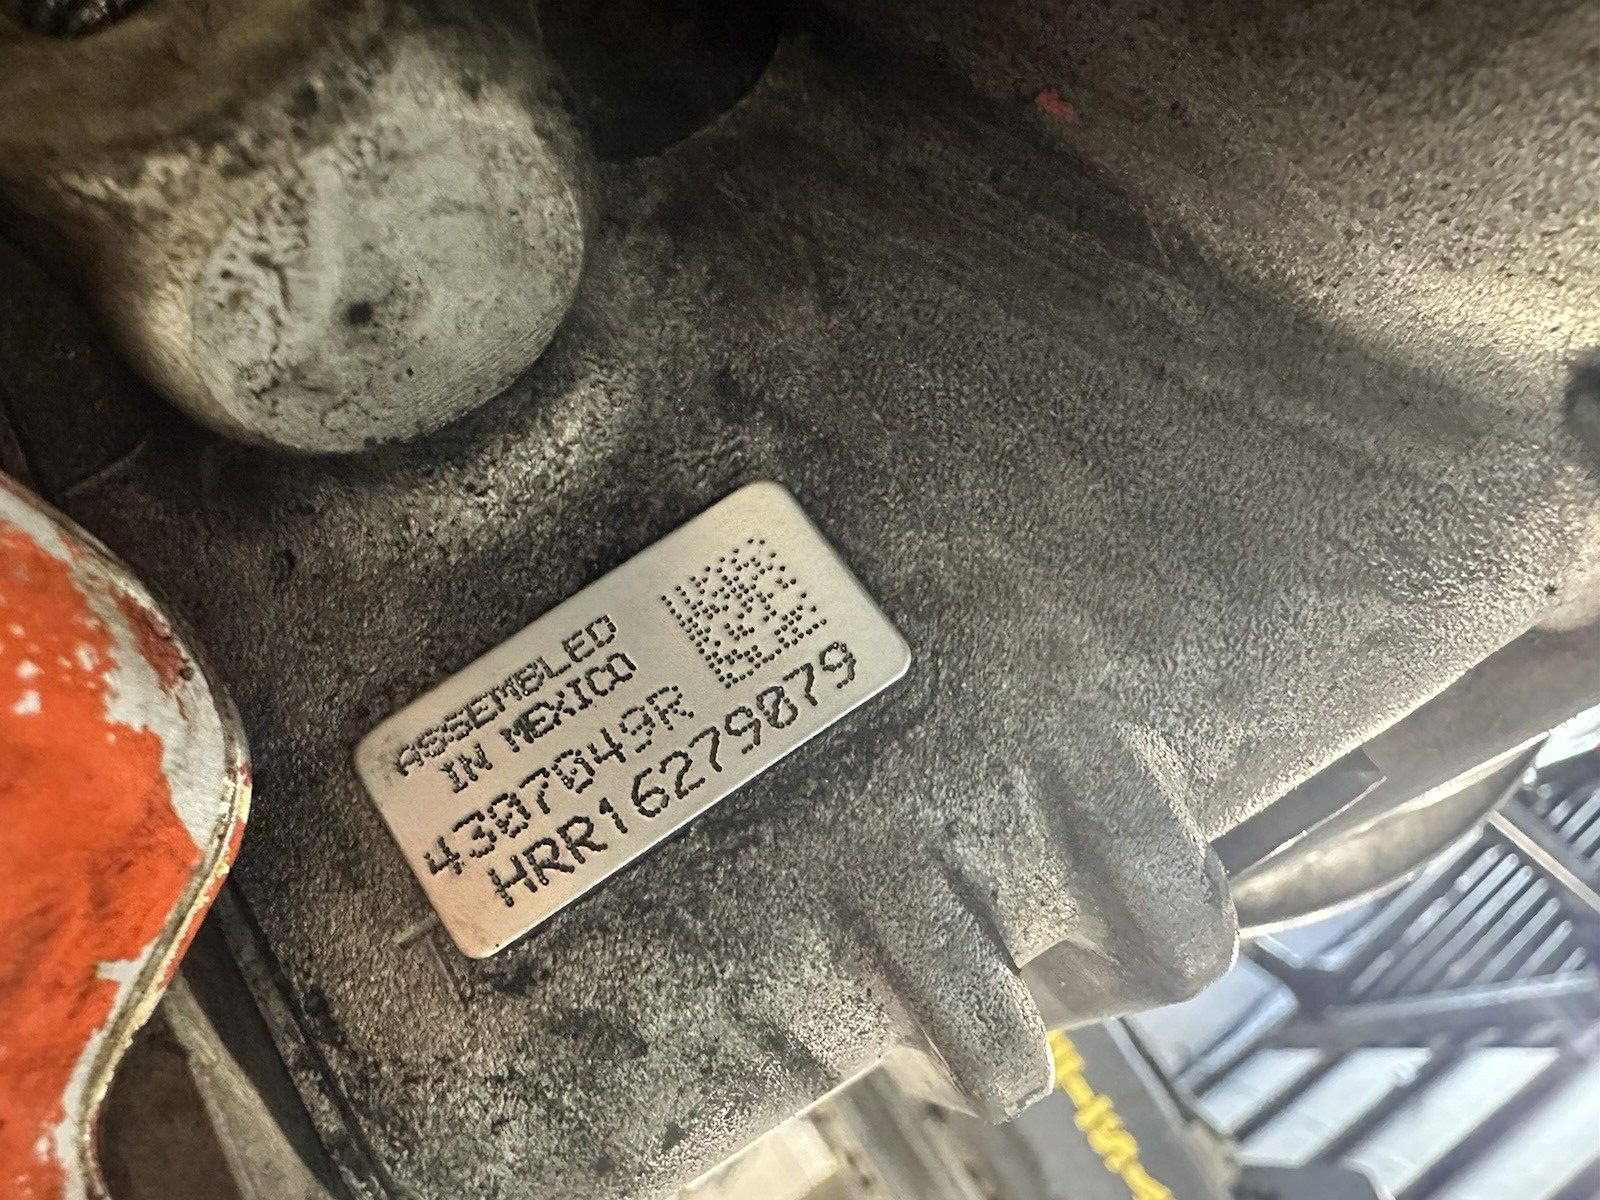 ASSEMBLED
IN MEXICO
4307049R
HRR16279079